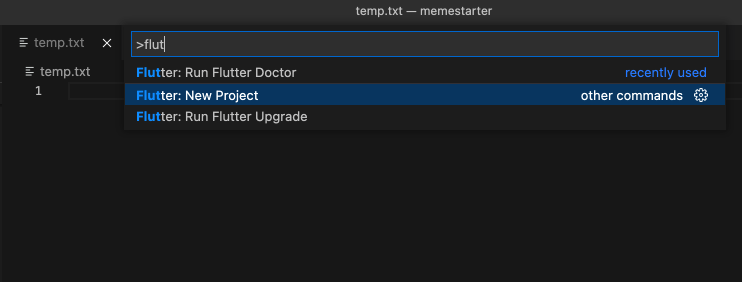 temp.txt — memestarter
temp.txt
>flut
temp.txt
Flutter: Run Flutter Doctor recently used
1
Flutter: New Project other commands
Flutter: Run Flutter Upgrade